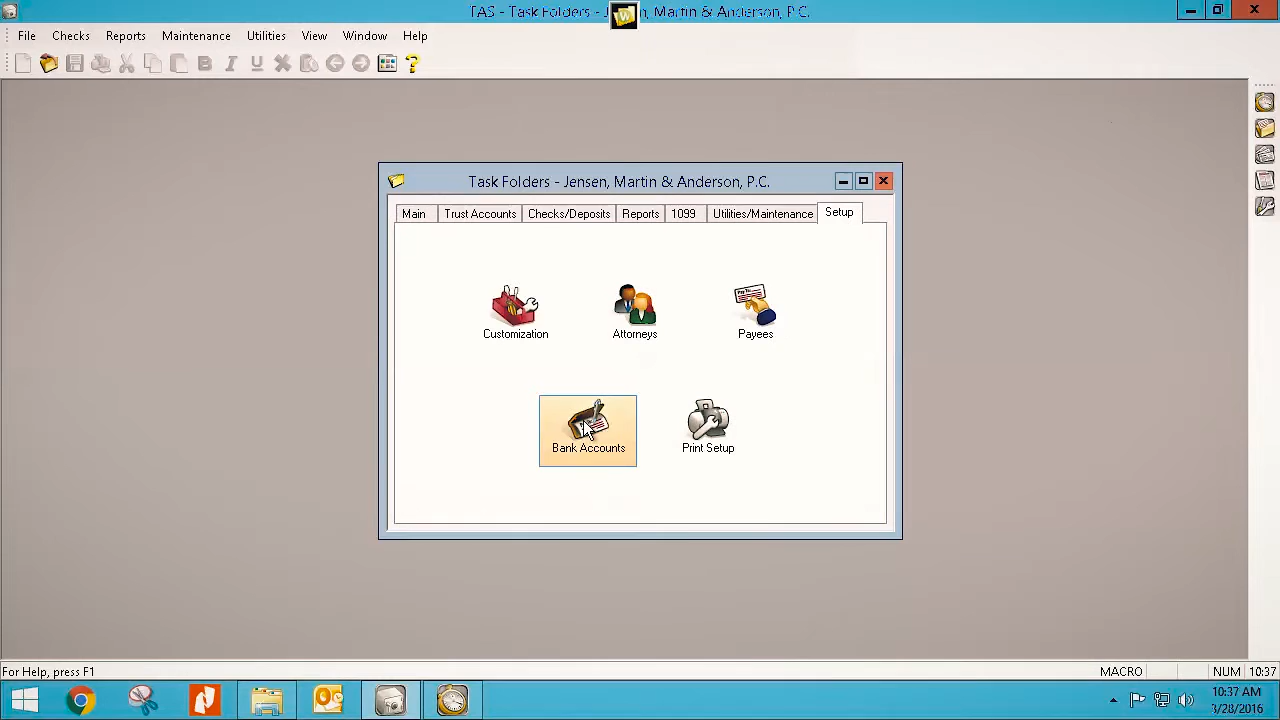 TAS - Task Folders - Jensen, Martin & Anderson, P.C.
File Checks Reports Maintenance Utilities View Window Help
Task Folders - Jensen, Martin & Anderson, P.C.
Main Trust Accounts Checks/Deposits Reports 1099 Utilities/Maintenance Setup
Customization Attorneys Payees
Bank Accounts Print Setup
For Help, press F1 MACRO NUM 10:37
10:37 AM
3/28/2016